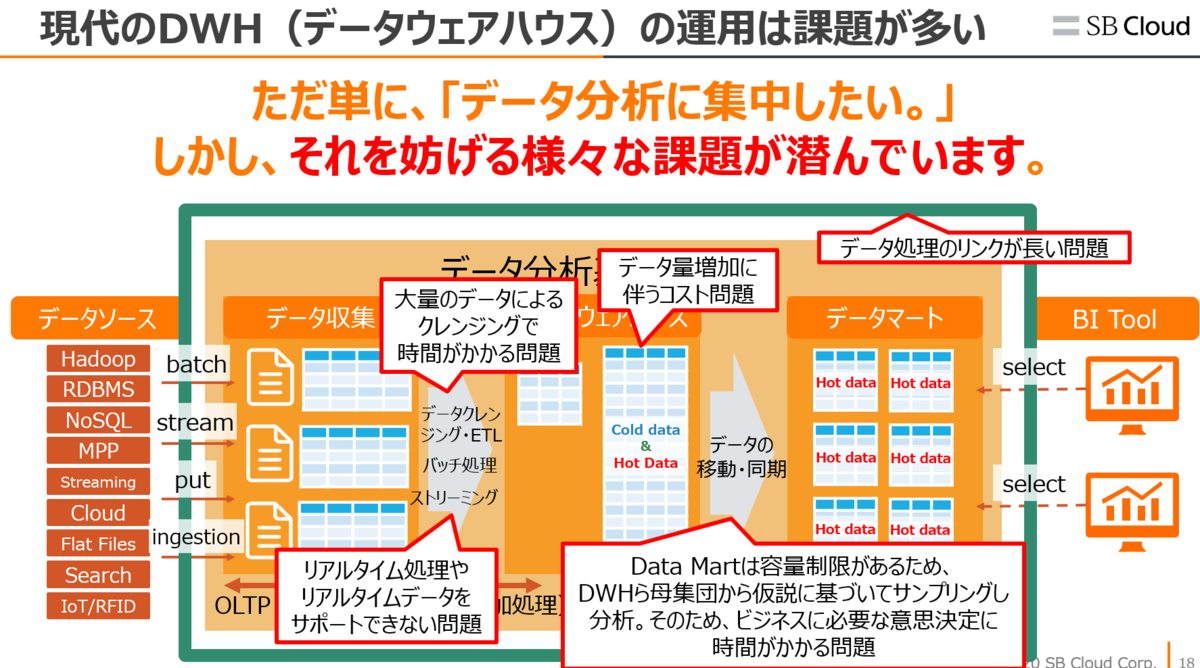 現代のDWH（データウェアハウス）の運用は課題が多い
SB Cloud
ただ単に、「データ分析に集中したい。」
しかし、それを妨げる様々な課題が潜んでいます。
データ処理のリンクが長い問題
データ分析
データ量増加に
伴うコスト問題
大量のデータによる
クレンジングで
時間がかかる問題
データソース
データ収集
ウェアハウス
データマート
BI Tool
Hadoop
RDBMS
NoSQL
MPP
Streaming
Cloud
Flat Files
Search
IoT/RFID
batch
stream
put
ingestion
データクレン
ジング・ETL
バッチ処理
ストリーミング
Cold data
&
Hot Data
データの
移動・同期
Hot data
Hot data
Hot data
Hot data
Hot data
Hot data
select
select
OLTP
加処理
リアルタイム処理や
リアルタイムデータを
サポートできない問題
Data Martは容量制限があるため、
DWHら母集団から仮説に基づいてサンプリングし
分析。そのため、ビジネスに必要な意思決定に
時間がかかる問題
SB Cloud Corp.
18